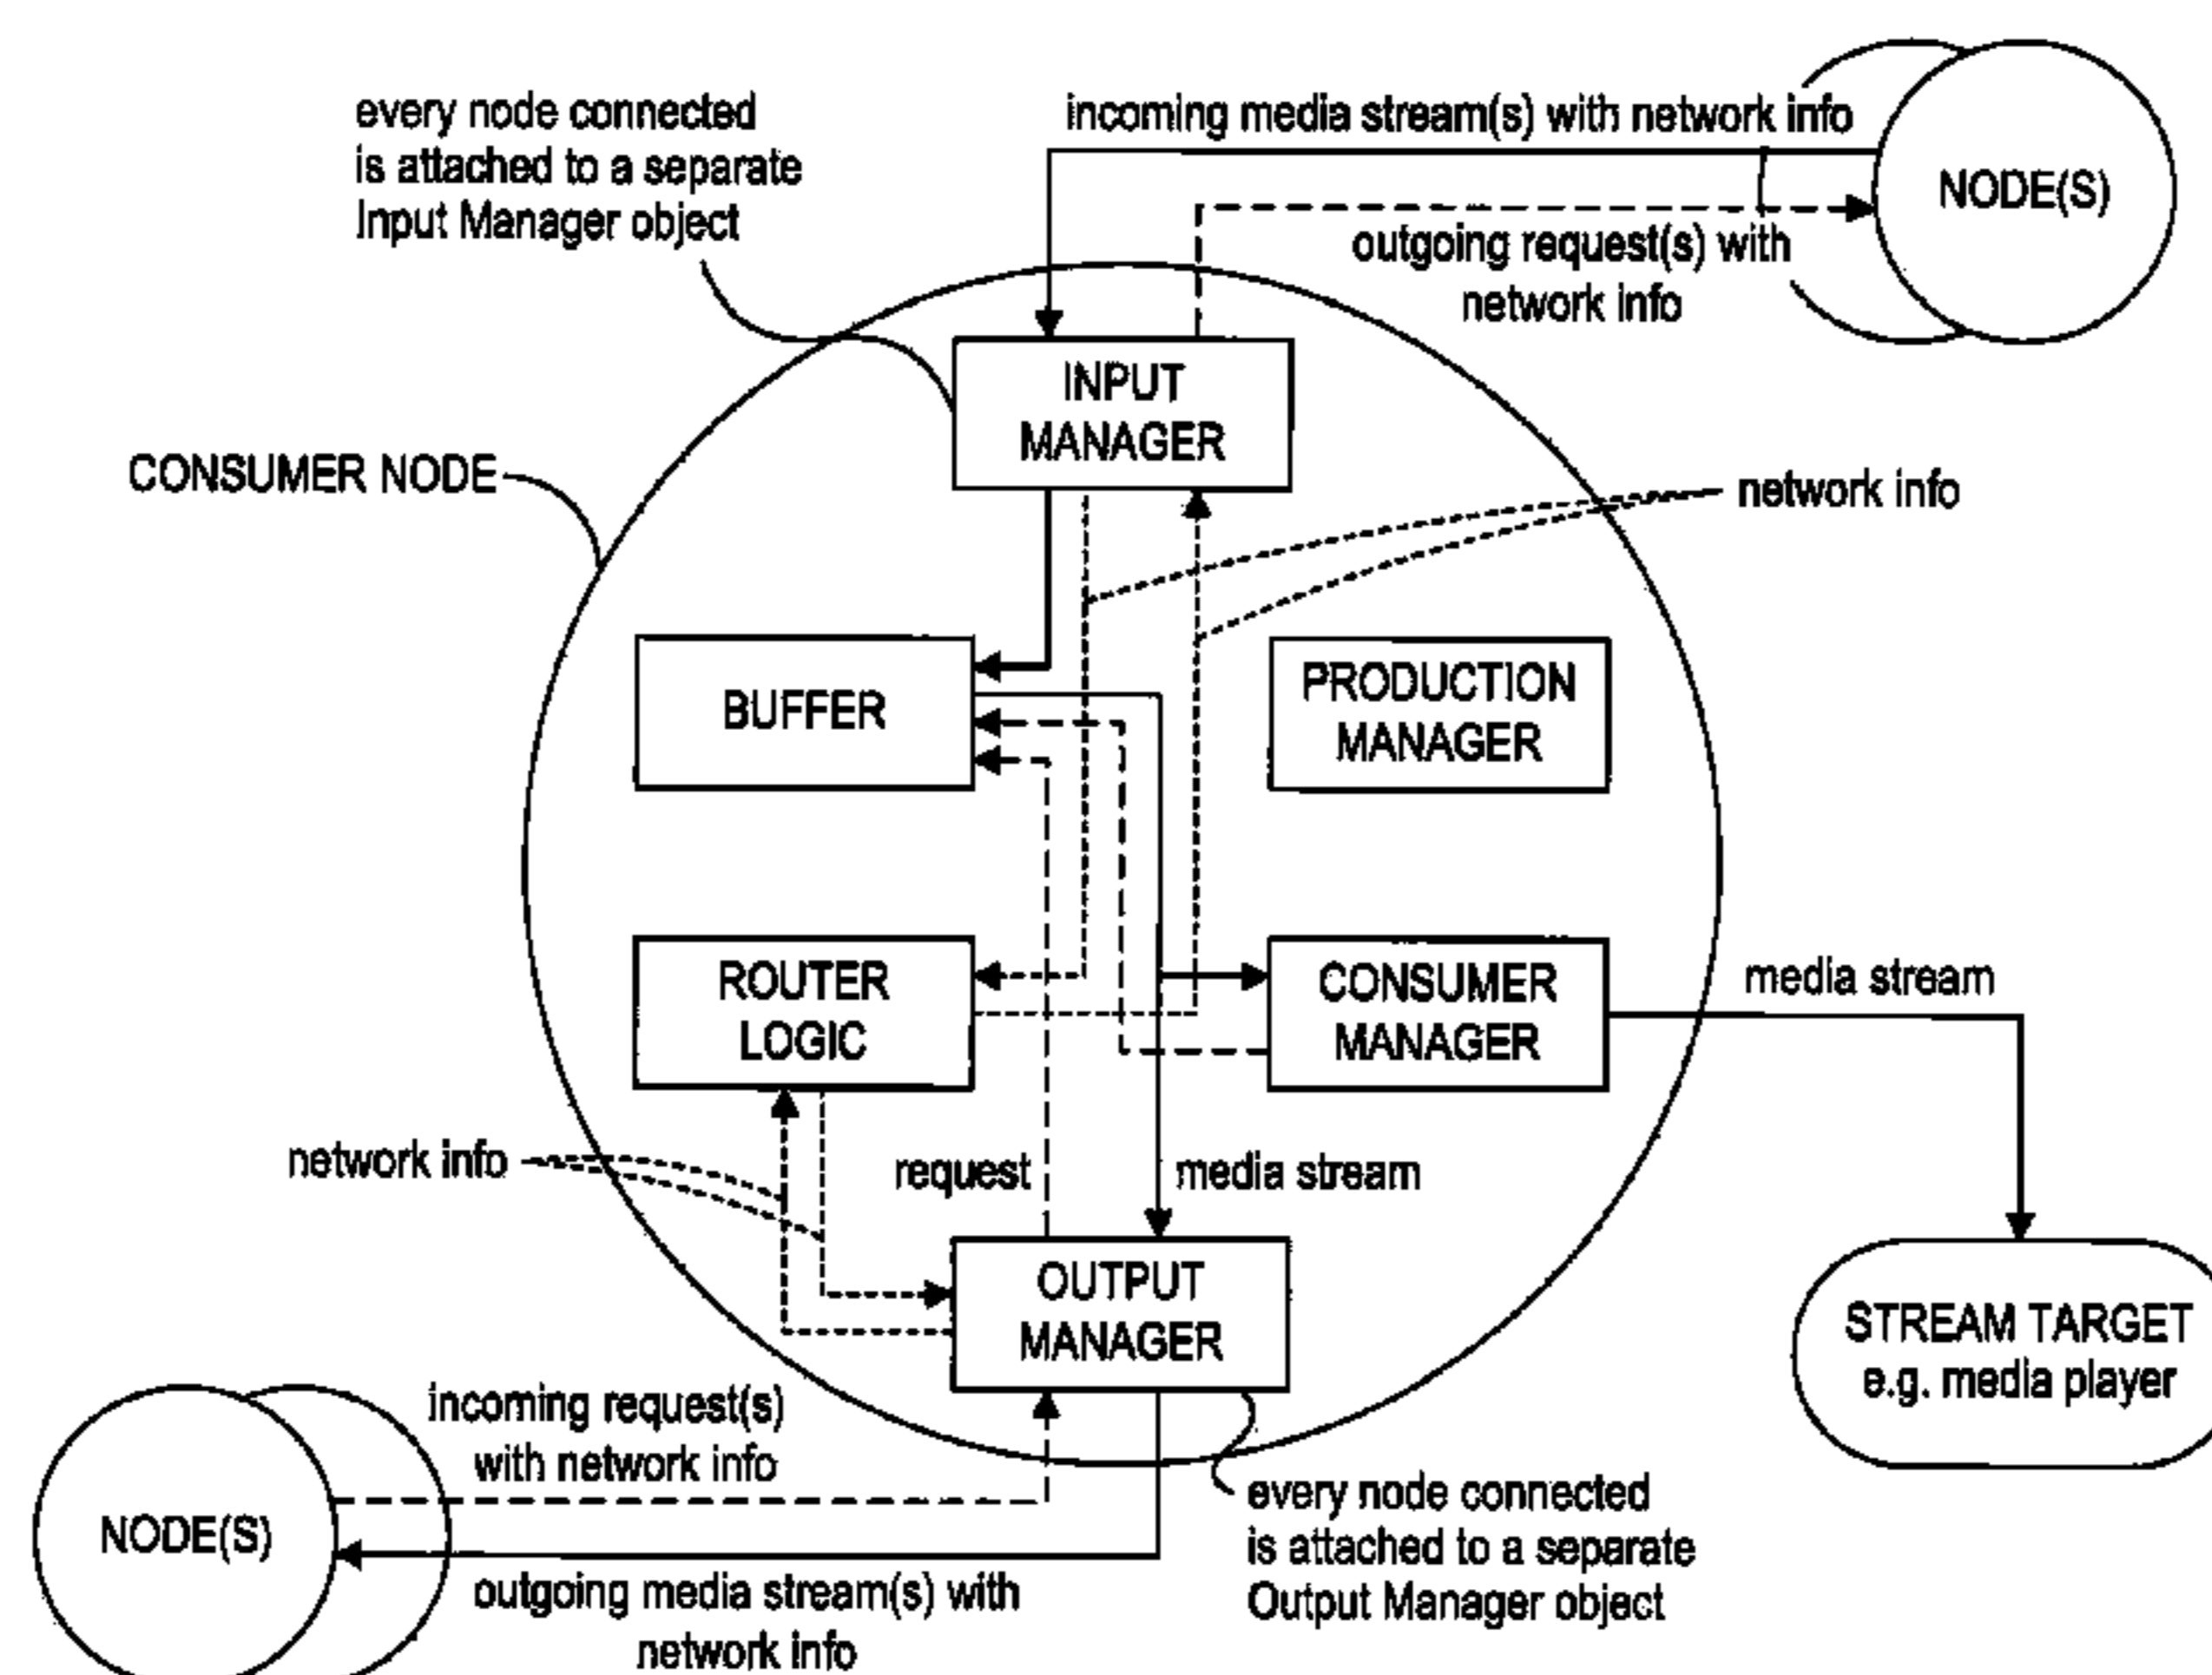 every node connected
is attached to a separate
Input Manager object
incoming media stream(s) with network info
NODE(S)
outgoing request(s) with
network info
INPUT
MANAGER
CONSUMER NODE
network info
BUFFER
PRODUCTION
MANAGER
ROUTER
LOGIC
CONSUMER
MANAGER
media stream
network info
request
media stream
OUTPUT
MANAGER
STREAM TARGET
e.g. media player
incoming request(s)
with network info
NODE(S)
outgoing media stream(s) with
network info
every node connected
is attached to a separate
Output Manager object